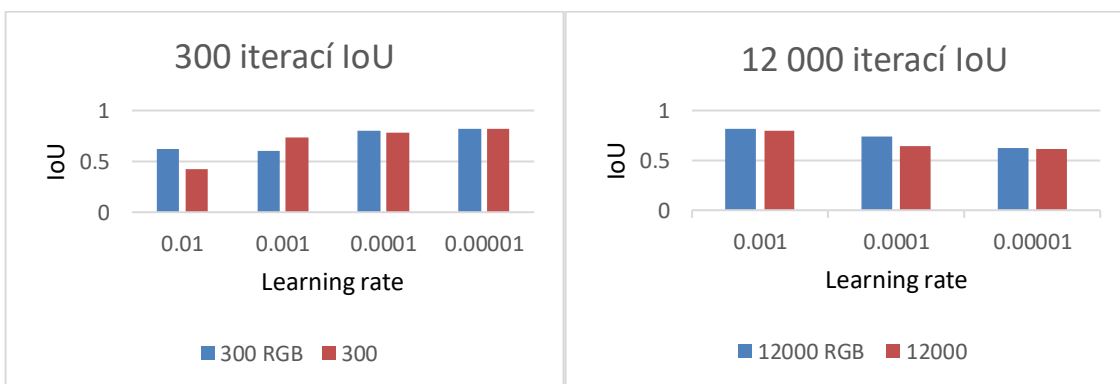 300 iterací IoU
1
0.5
0
IoU
0.01 0.001 0.0001 0.00001
Learning rate
300 RGB 300
12 000 iterací IoU
1
0.5
0
IoU
0.001 0.0001 0.00001
Learning rate
12000 RGB 12000